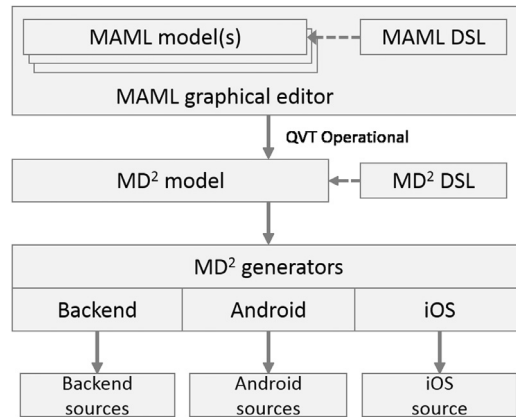 MAML model(s)
MAML DSL
MAML graphical editor
QVT Operational
MD² model
MD² DSL
MD² generators
Backend
Android
iOS
Backend
sources
Android
sources
iOS
source